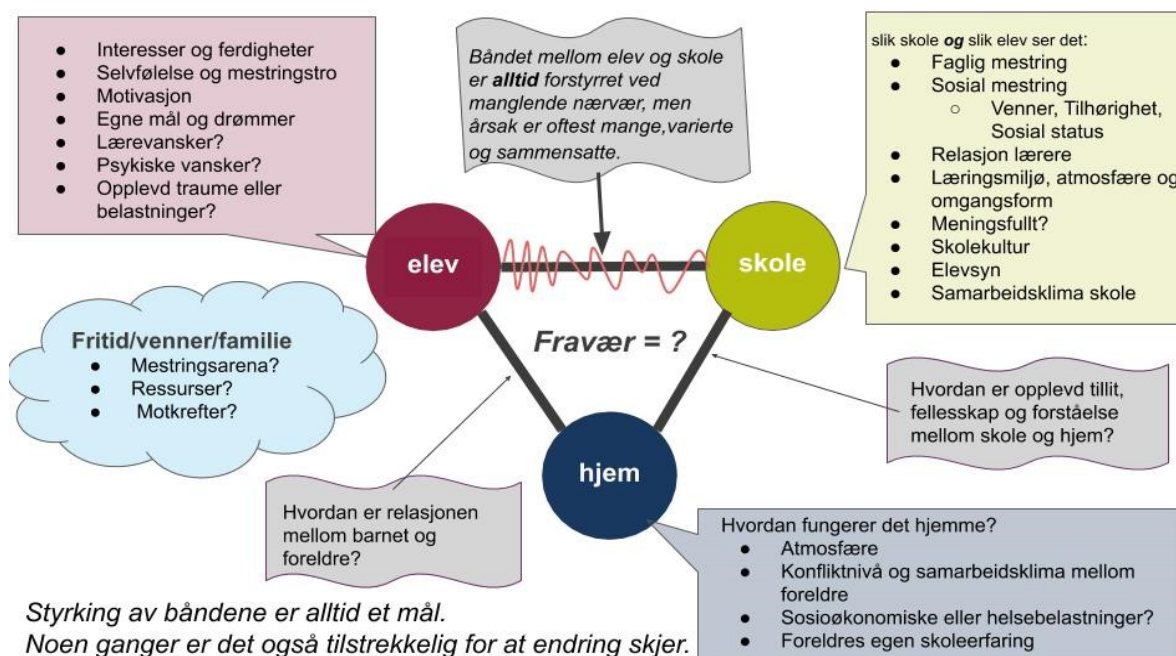 ● Interesser og ferdigheter
● Selvfølelse og mestringstro
● Motivasjon
● Egne mål og drømmer
● Lærevansker?
● Psykiske vansker?
● Opplevd traume eller
belastninger?
Båndet mellom elev og skole
er alltid forstyrret ved
manglende nærvær, men
årsak er oftest mange,varierte
og sammensatte.
slik skole og slik elev ser det:
● Faglig mestring
● Sosial mestring
○ Venner, Tilhørighet,
Sosial status
● Relasjon lærere
● Læringsmiljø, atmosfære og
omgangsform
● Meningsfullt?
● Skolekultur
● Elevsyn
● Samarbeidsklima skole
elev
skole
Fravær = ?
Fritid/venner/familie
● Mestringsarena?
● Ressurser?
● Motkrefter?
Hvordan er opplevd tillit,
fellesskap og forståelse
mellom skole og hjem?
hjem
Hvordan er relasjonen
mellom barnet og
foreldre?
Hvordan fungerer det hjemme?
● Atmosfære
● Konfliktnivå og samarbeidsklima mellom
foreldre
● Sosioøkonomiske eller helsebelastninger?
● Foreldres egen skoleerfaring
Styrking av båndene er alltid et mål.
Noen ganger er det også tilstrekkelig for at endring skjer.